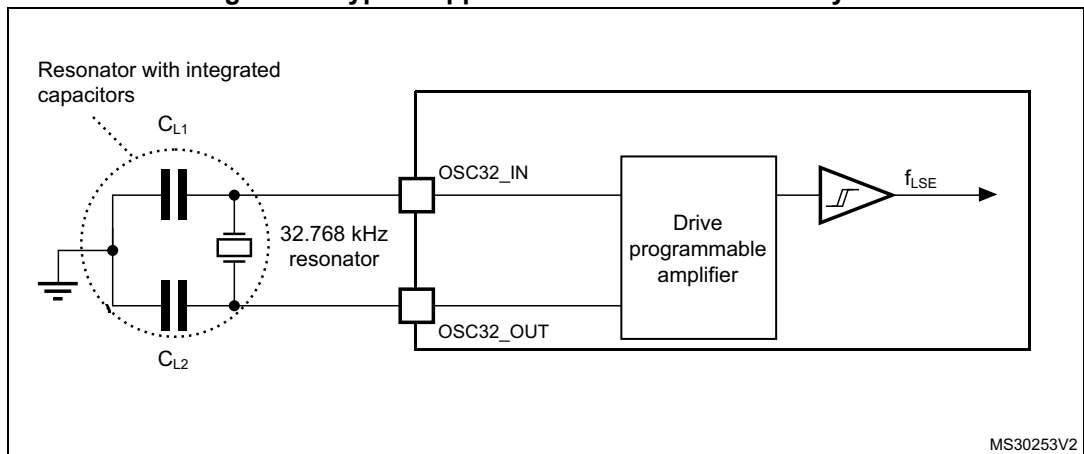 Resonator with integrated
capacitors
CL1
OSC32_IN
fLSE
32.768 kHz
resonator
Drive
programmable
amplifier
OSC32_OUT
CL2
MS30253V2